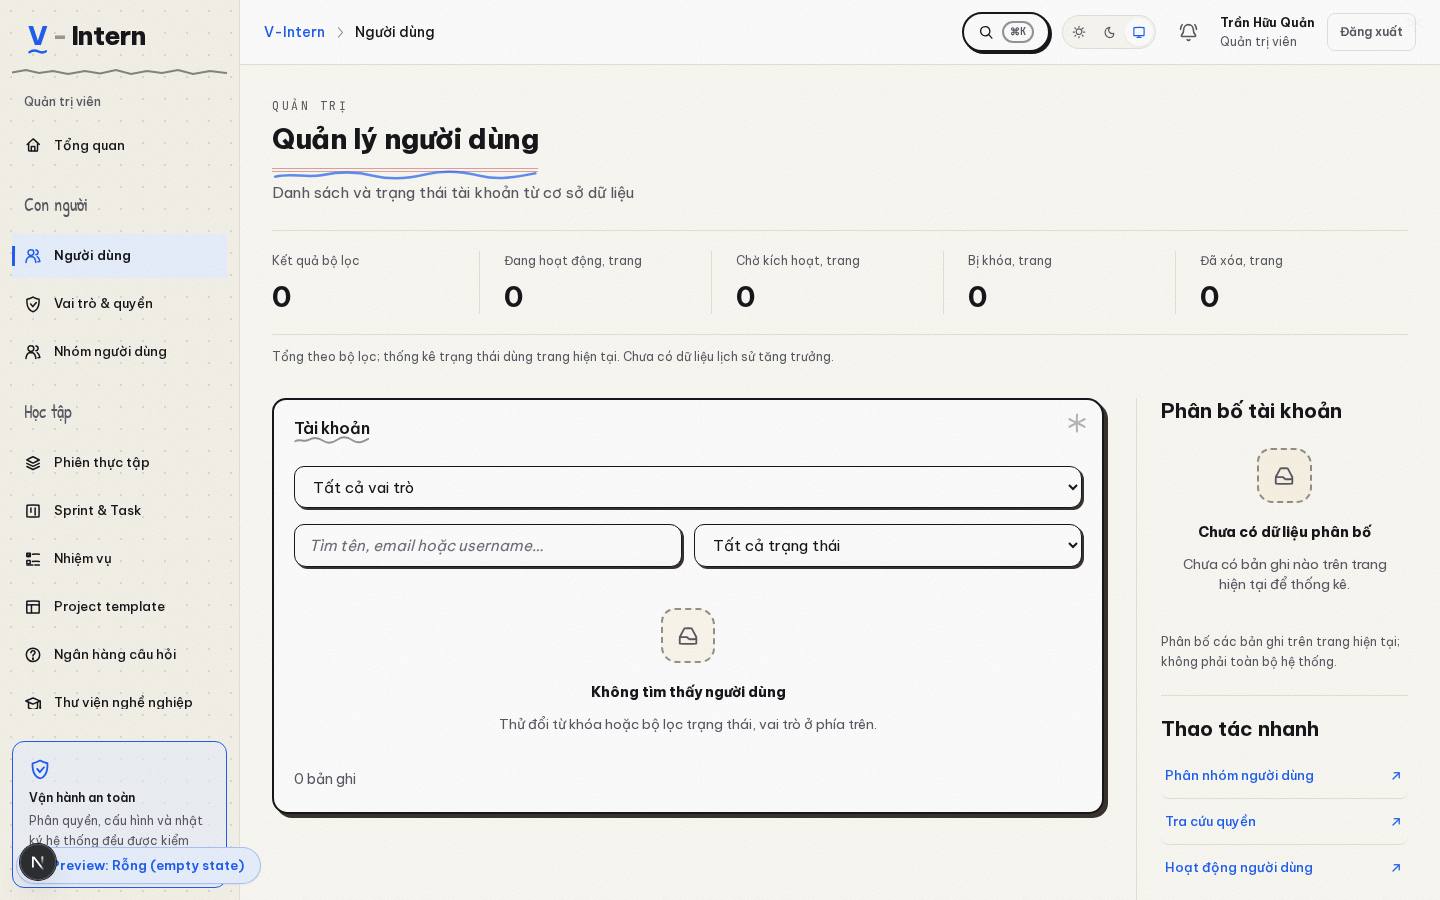 V - Intern
Quản trị viên
Tổng quan
Con người
Người dùng
Vai trò & quyền
Nhóm người dùng
Học tập
Phiên thực tập
Sprint & Task
Nhiệm vụ
Project template
Ngân hàng câu hỏi
Thư viện nghề nghiệp
Vận hành an toàn
Phân quyền, cấu hình và nhật
ký hệ thống đều được kiểm
Preview: Rỗng (empty state)
N
V-Intern > Người dùng
⌘K
Trần Hữu Quản
Quản trị viên
Đăng xuất
QUẢN TRỊ
Quản lý người dùng
Danh sách và trạng thái tài khoản từ cơ sở dữ liệu
Kết quả bộ lọc
0
Đang hoạt động, trang
0
Chờ kích hoạt, trang
0
Bị khóa, trang
0
Đã xóa, trang
0
Tổng theo bộ lọc; thống kê trạng thái dùng trang hiện tại. Chưa có dữ liệu lịch sử tăng trưởng.
Tài khoản
Tất cả vai trò
Tìm tên, email hoặc username...
Tất cả trạng thái
Không tìm thấy người dùng
Thử đổi từ khóa hoặc bộ lọc trạng thái, vai trò ở phía trên.
0 bản ghi
Phân bố tài khoản
Chưa có dữ liệu phân bố
Chưa có bản ghi nào trên trang
hiện tại để thống kê.
Phân bố các bản ghi trên trang hiện tại;
không phải toàn bộ hệ thống.
Thao tác nhanh
Phân nhóm người dùng
Tra cứu quyền
Hoạt động người dùng